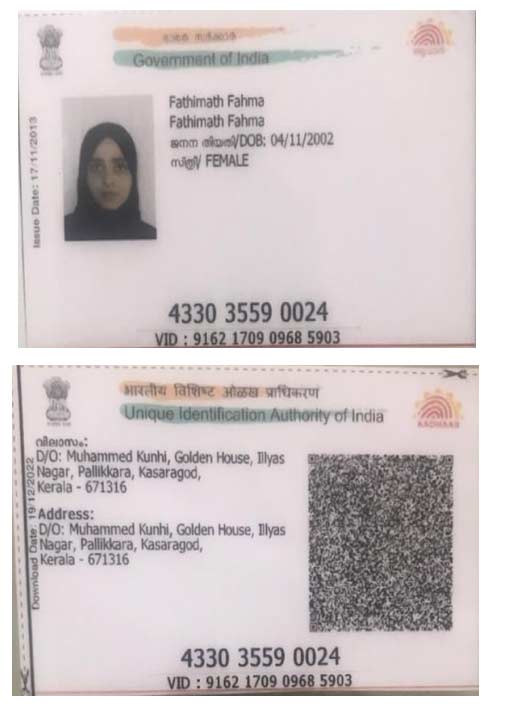 Government of India
Fathimath Fahma
Fathimath Fahma
ജനന തിയതി/DOB: 04/11/2002
സ്ത്രീ/ FEMALE
Issue Date: 17/11/2013
4330 3559 0024
VID : 9162 1709 0968 5903
भारतीय विशिष्ट ओळख प्राधिकरण
Unique Identification Authority of India
AADHAAR
വിലാസം:
D/O: Muhammed Kunhi, Golden House, Illyas
Nagar, Pallikkara, Kasaragod,
Kerala - 671316
Address:
D/O: Muhammed Kunhi, Golden House, Illyas
Nagar, Pallikkara, Kasaragod,
Kerala - 671316
Download Date: 19/12/2022
4330 3559 0024
VID : 9162 1709 0968 5903